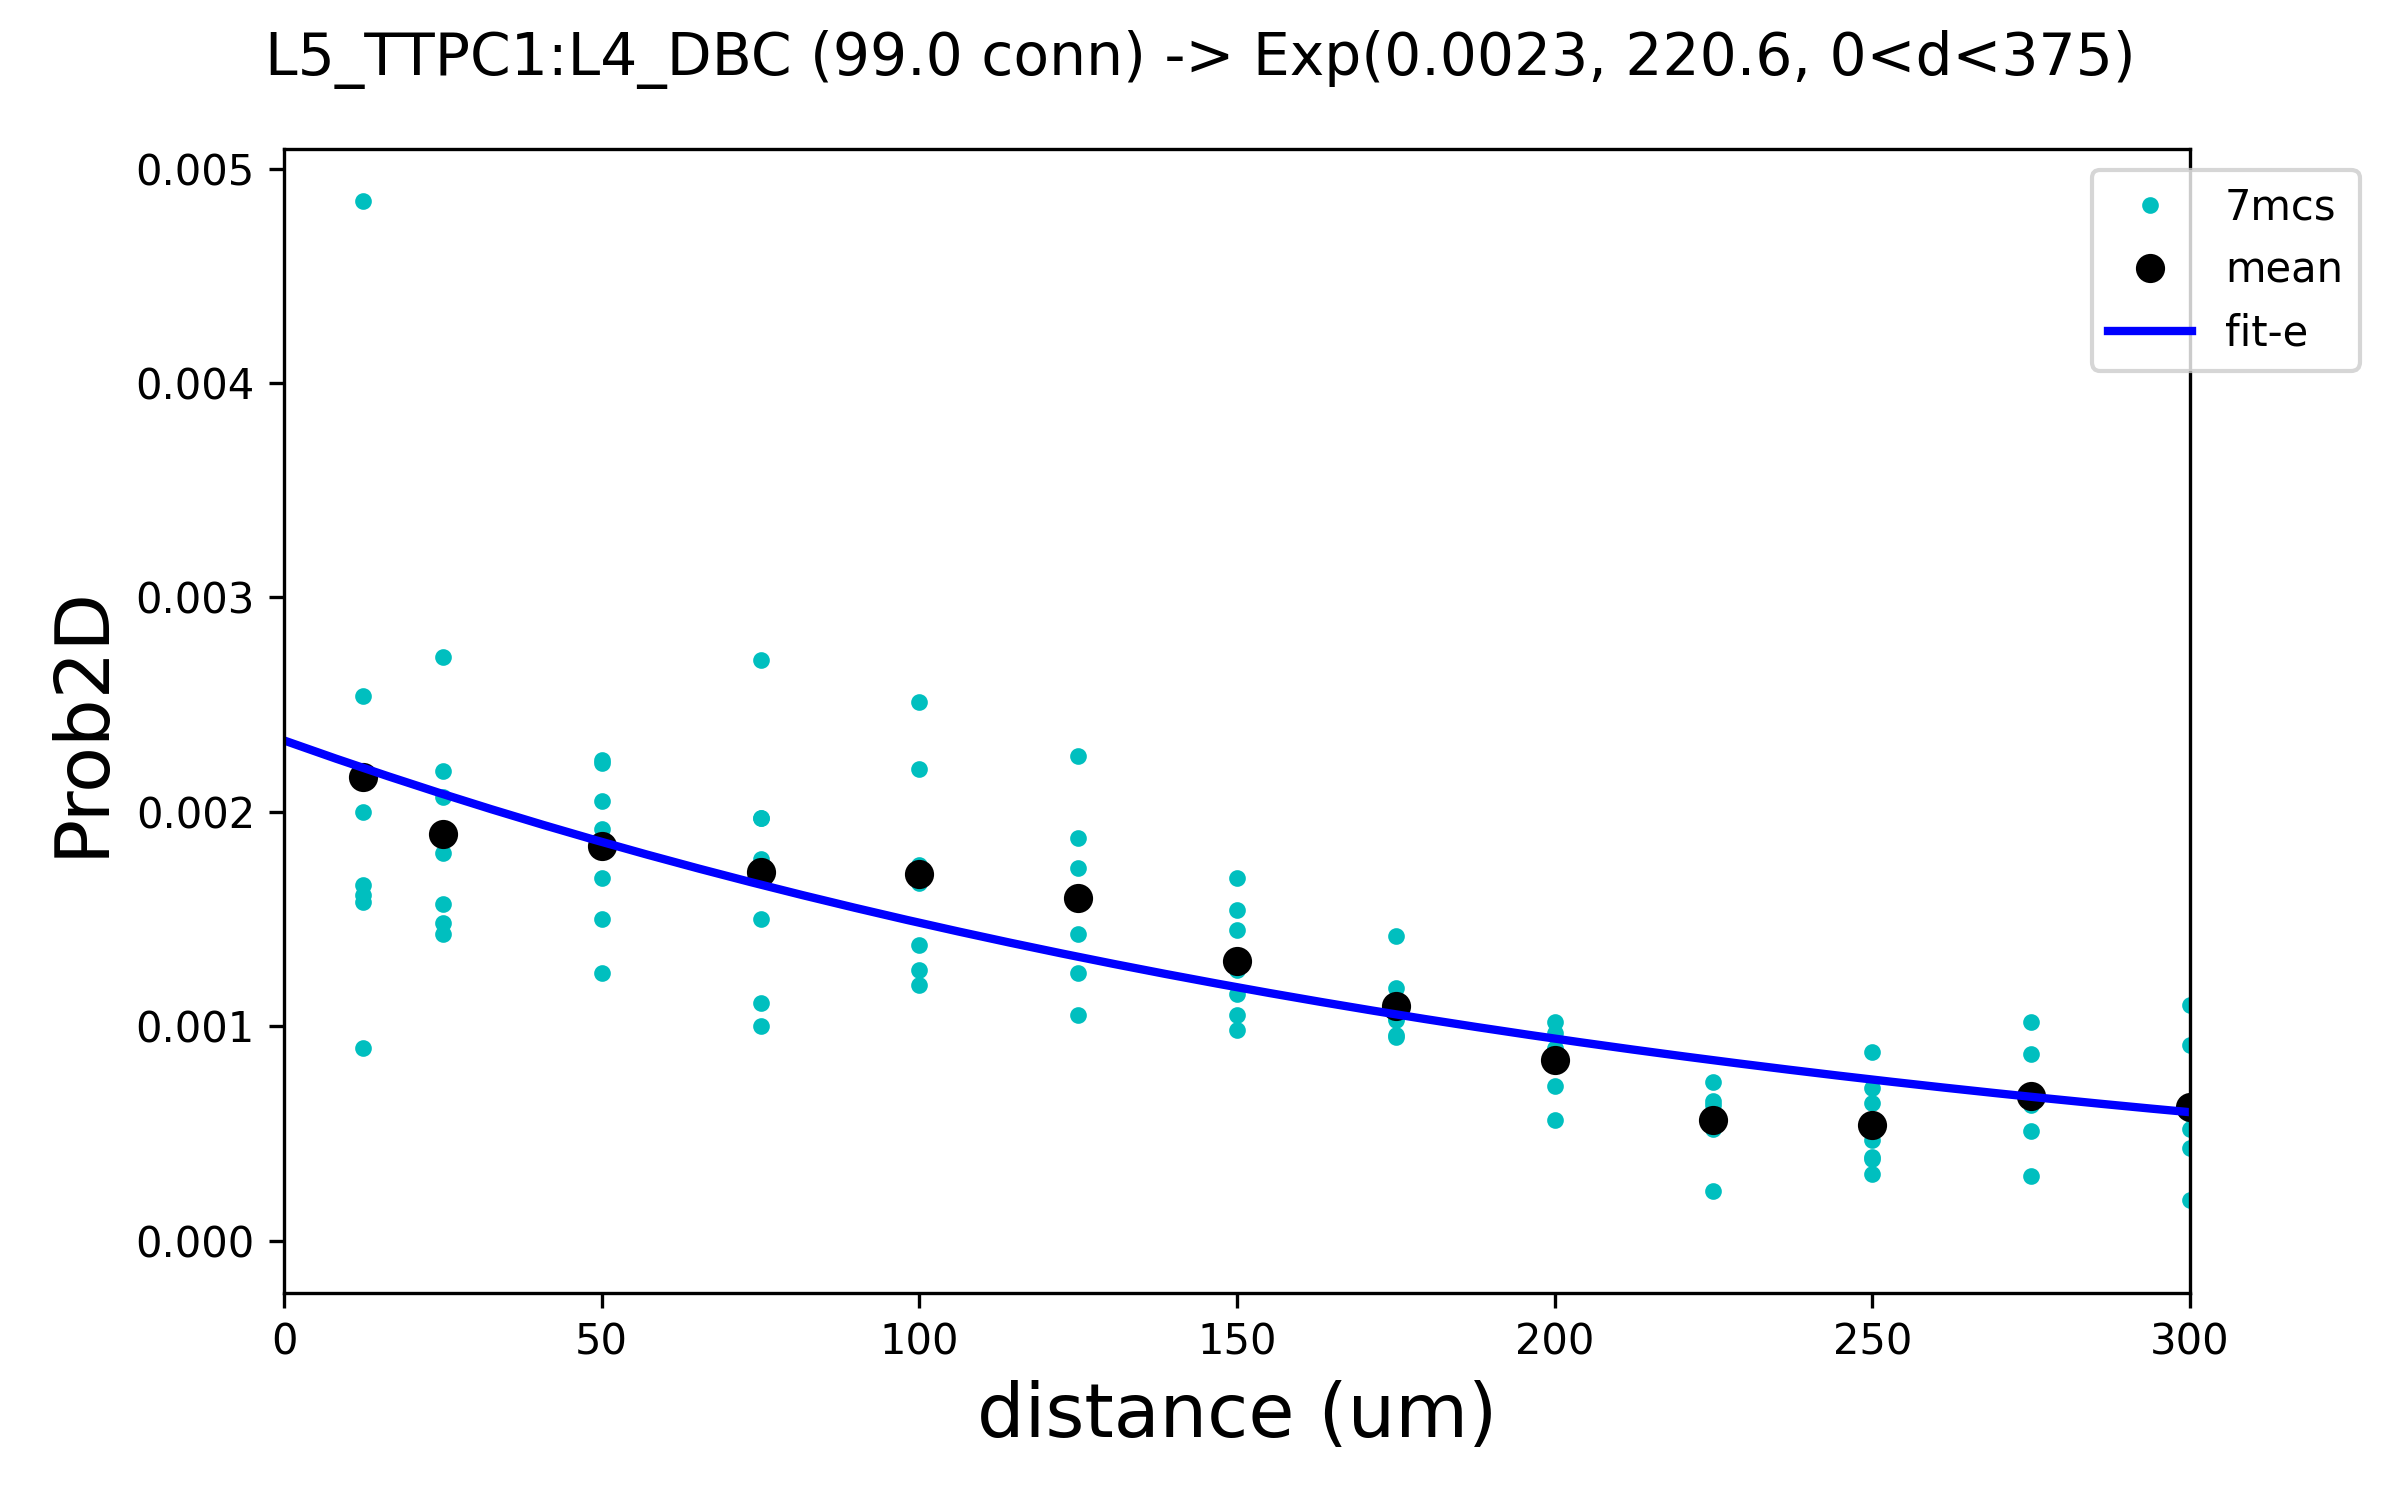 L5_TTPC1:L4_DBC (99.0 conn) -> Exp(0.0023, 220.6, 0<d<375)
0.005
0.004
0.003
0.002
0.001
0.000
Prob2D
7mcs
mean
fit-e
0 50 100 150 200 250 300
distance (um)